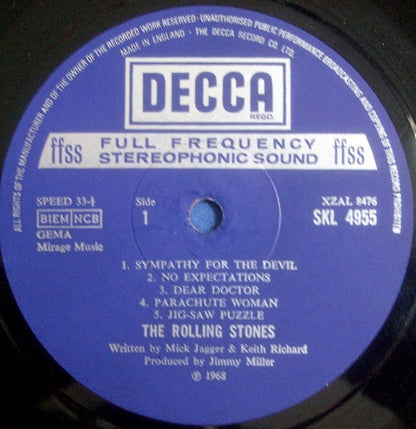 ALL RIGHTS OF THE MANUFACTURER AND OF THE OWNER OF THE RECORDED WORK RESERVED · UNAUTHORISED PUBLIC PERFORMANCE BROADCASTING AND COPYING OF THIS RECORD PROHIBITED
MADE IN ENGLAND · THE DECCA RECORD CO. LTD.
DECCA
REGD.
ffss FULL FREQUENCY STEREOPHONIC SOUND ffss
SPEED 33⅓ Side XZAL 8476
BIEM NCB 1 SKL 4955
GEMA
Mirage Music
1. SYMPATHY FOR THE DEVIL
2. NO EXPECTATIONS
3. DEAR DOCTOR
4. PARACHUTE WOMAN
5. JIG-SAW PUZZLE
THE ROLLING STONES
Written by Mick Jagger & Keith Richard
Produced by Jimmy Miller
℗ 1968